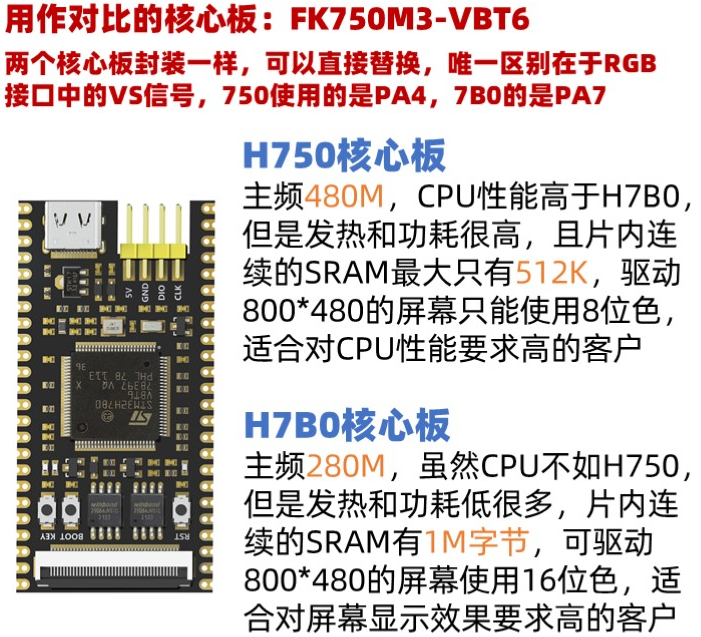 用作对比的核心板：FK750M3-VBT6
两个核心板封装一样，可以直接替换，唯一区别在于RGB
接口中的VS信号，750使用的是PA4，7B0的是PA7
H750核心板
主频480M，CPU性能高于H7B0，
但是发热和功耗很高，且片内连
续的SRAM最大只有512K，驱动
800*480的屏幕只能使用8位色，
适合对CPU性能要求高的客户
5V
GND
DIO
CLK
STM32H7B0
VBT6
78397 VQ
PHL 78 113
ST
H7B0核心板
主频280M，虽然CPU不如H750，
但是发热和功耗低很多，片内连
续的SRAM有1M字节，可驱动
800*480的屏幕使用16位色，适
合对屏幕显示效果要求高的客户
KEY
BOOT
RST